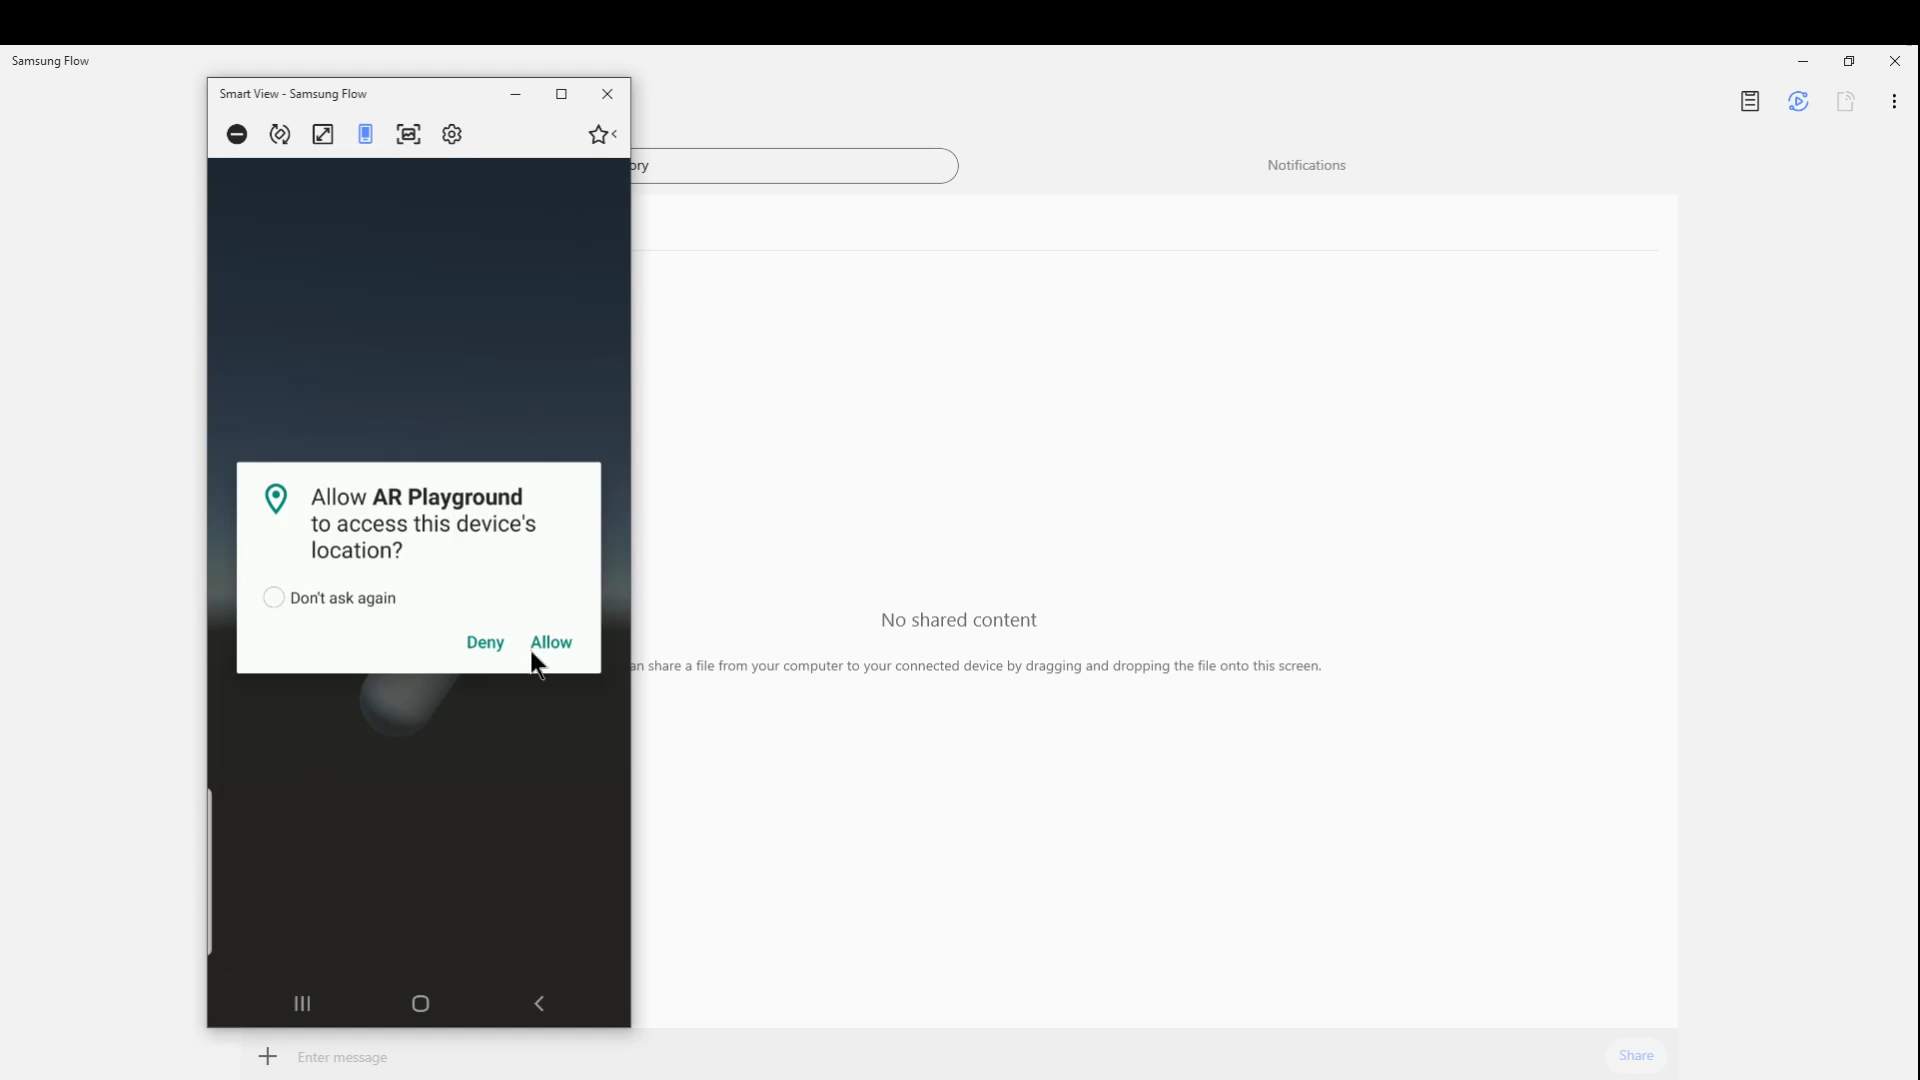 Samsung Flow
Smart View - Samsung Flow
ory
Notifications
Allow AR Playground
to access this device's
location?
Don't ask again
Deny
Allow
No shared content
an share a file from your computer to your connected device by dragging and dropping the file onto this screen.
Enter message
Share